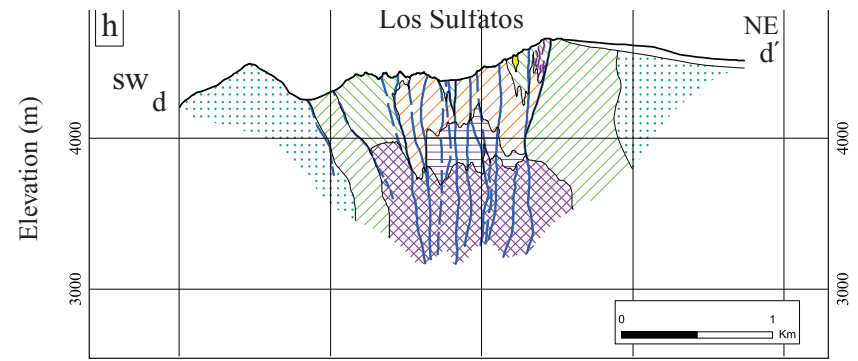 h
Los Sulfatos
NE
d´
SW
d
Elevation (m)
4000
4000
3000
3000
0
1
Km